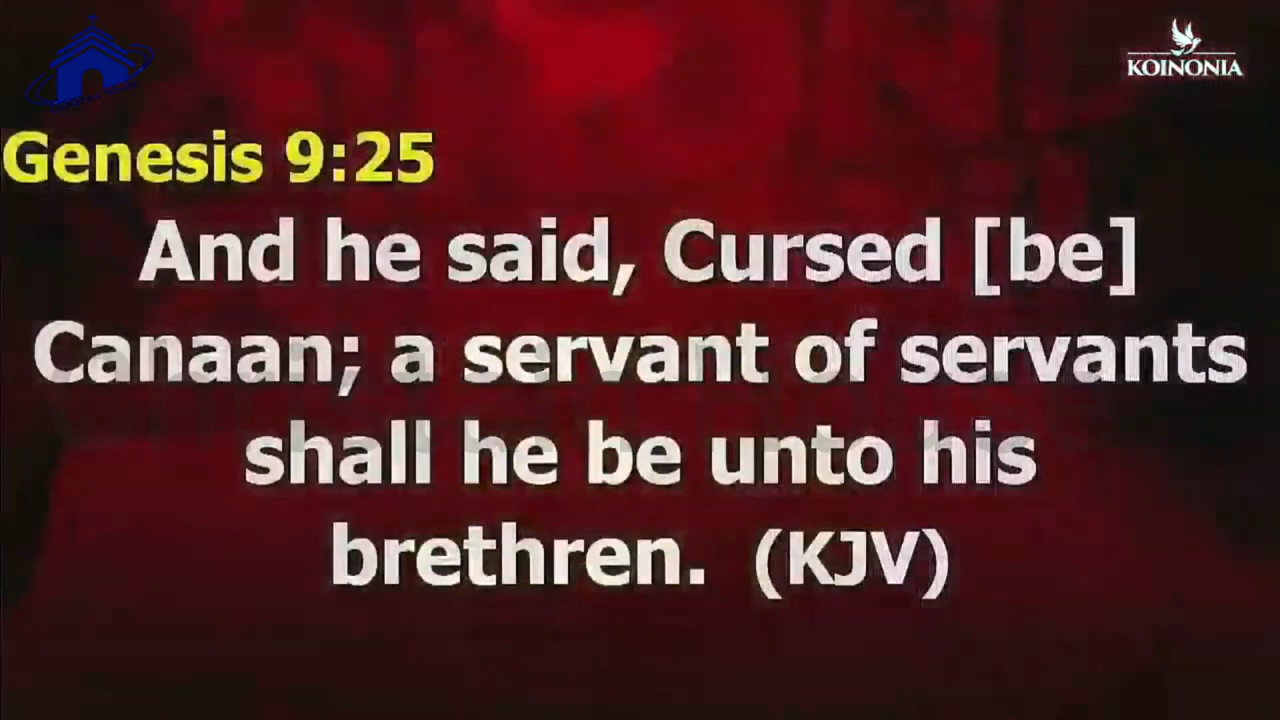 KOINONIA
Genesis 9:25
And he said, Cursed [be]
Canaan; a servant of servants
shall he be unto his
brethren. (KJV)